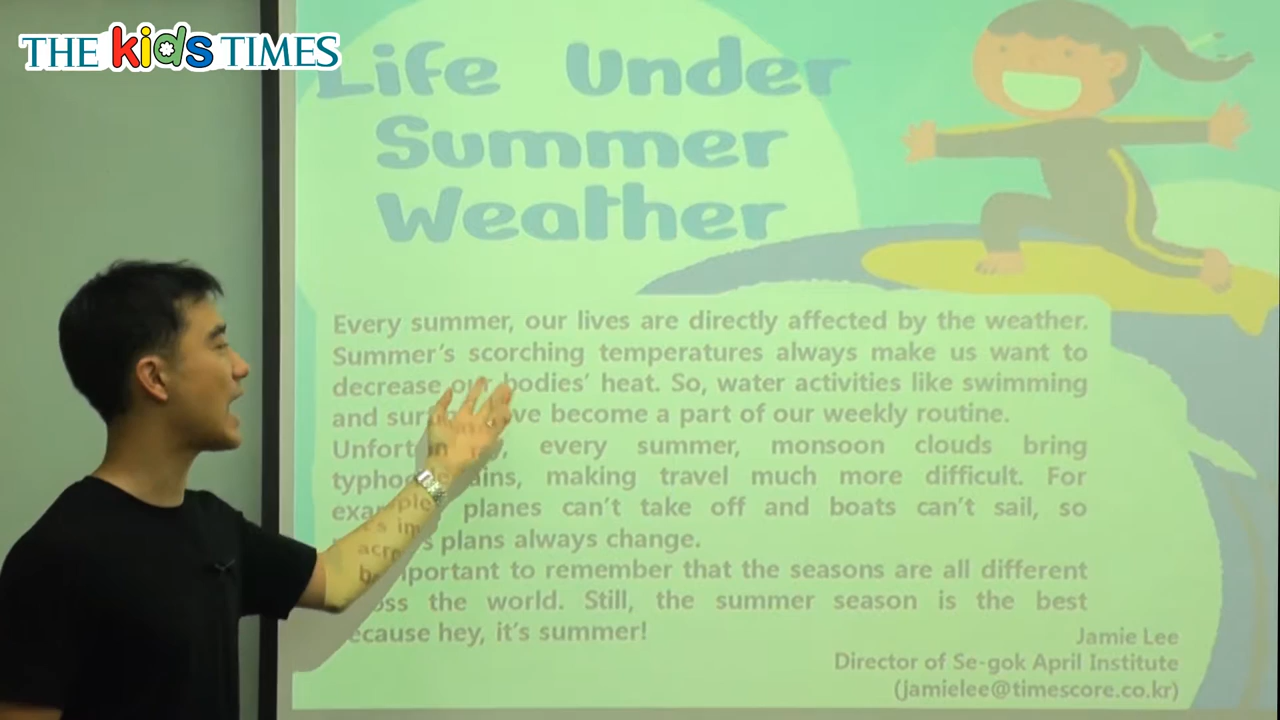 THE kids TIMES
Life Under
Summer
Weather
Every summer, our lives are directly affected by the weather.
Summer's scorching temperatures always make us want to
decrease our bodies' heat. So, water activities like swimming
and become a part of our weekly routine.
every summer, monsoon clouds bring
making travel much more difficult. For
planes can't take off and boats can't sail, so
plans always change.
to remember that the seasons are all different
the world. Still, the summer season is the best
hey, it's summer!
Jamie Lee
Director of Se-gok April Institute
(jamielee@timescore.co.kr)